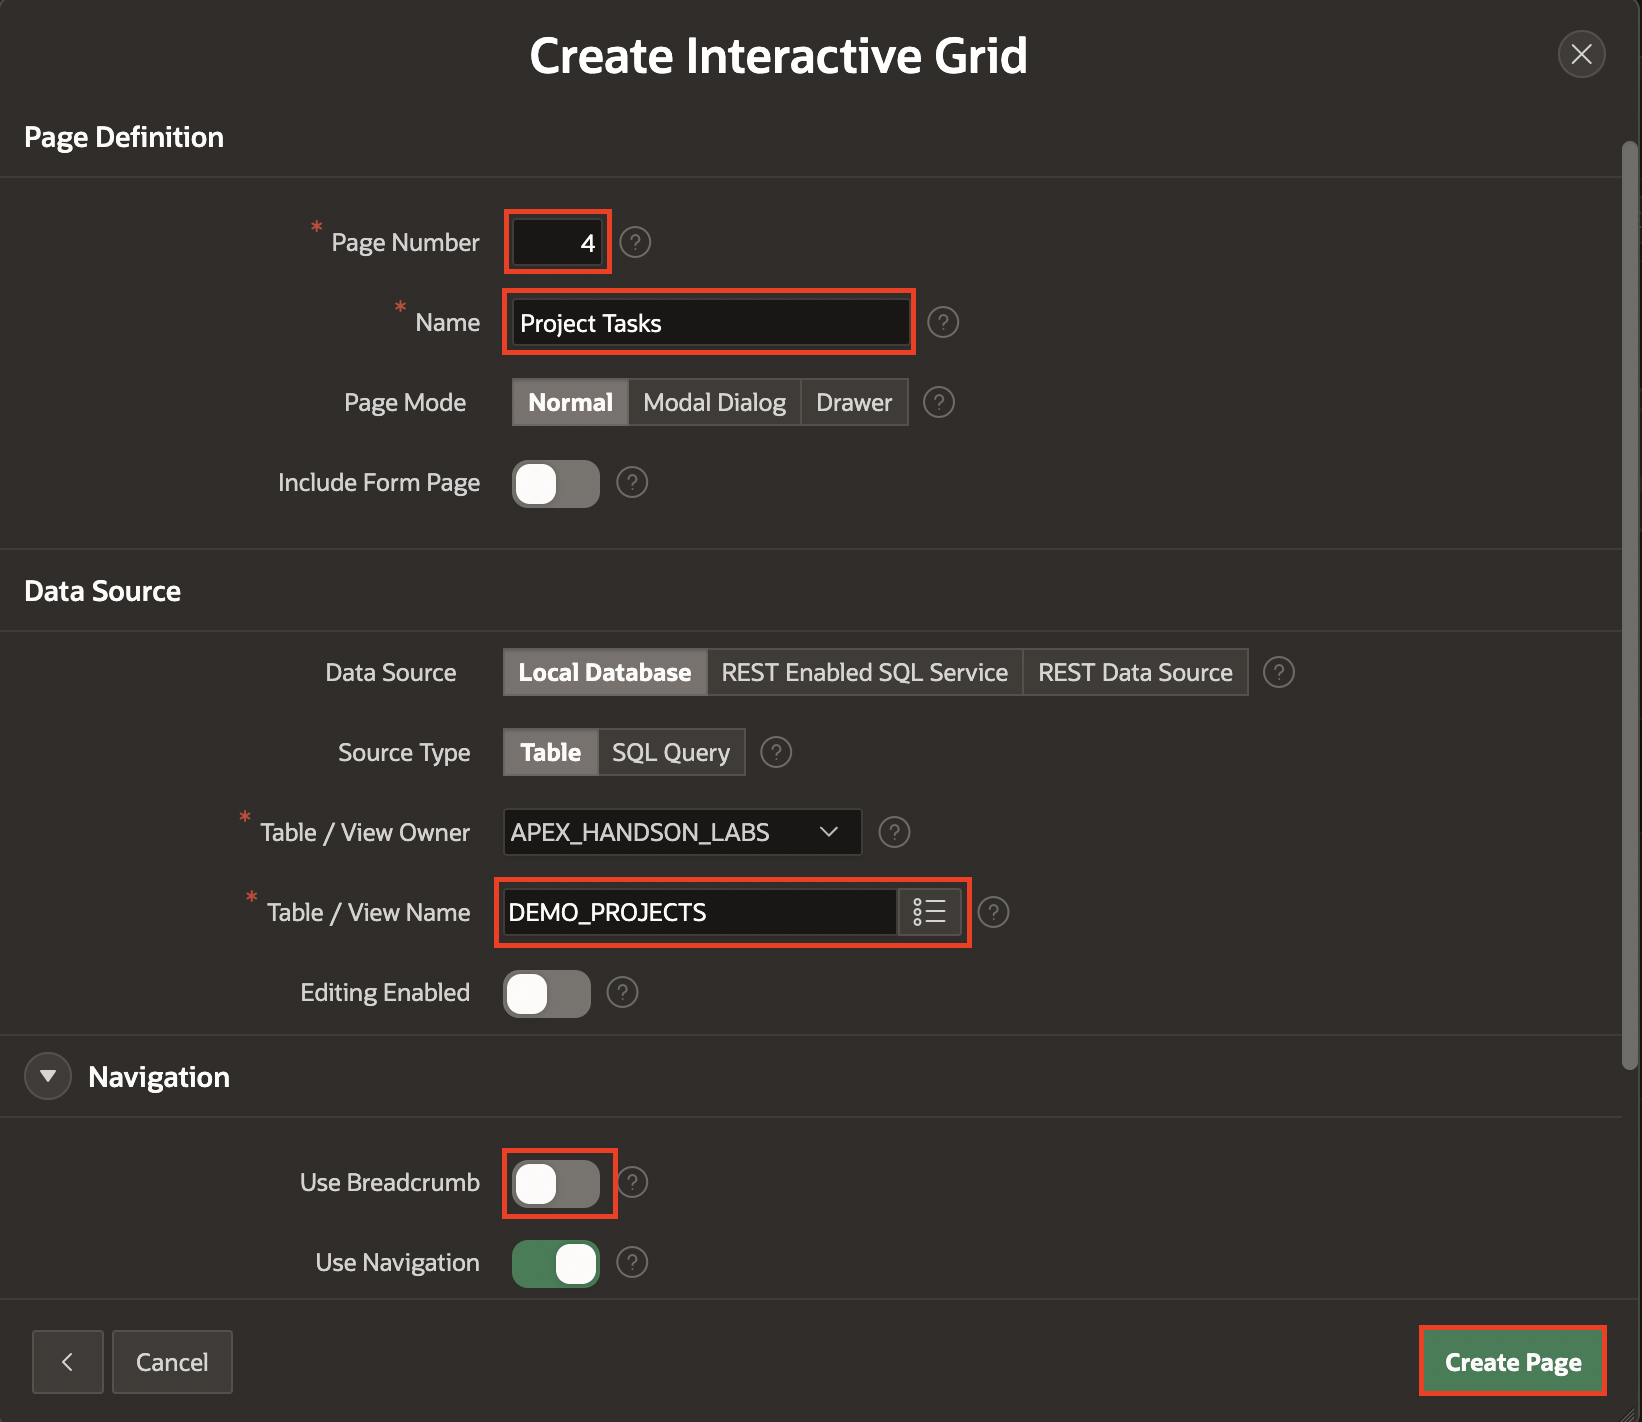 Create Interactive Grid
Page Definition
* Page Number 4 ?
* Name Project Tasks ?
Page Mode Normal Modal Dialog Drawer ?
Include Form Page ?
Data Source
Data Source Local Database REST Enabled SQL Service REST Data Source ?
Source Type Table SQL Query ?
* Table / View Owner APEX_HANDSON_LABS ?
* Table / View Name DEMO_PROJECTS ?
Editing Enabled ?
Navigation
Use Breadcrumb ?
Use Navigation ?
Cancel Create Page